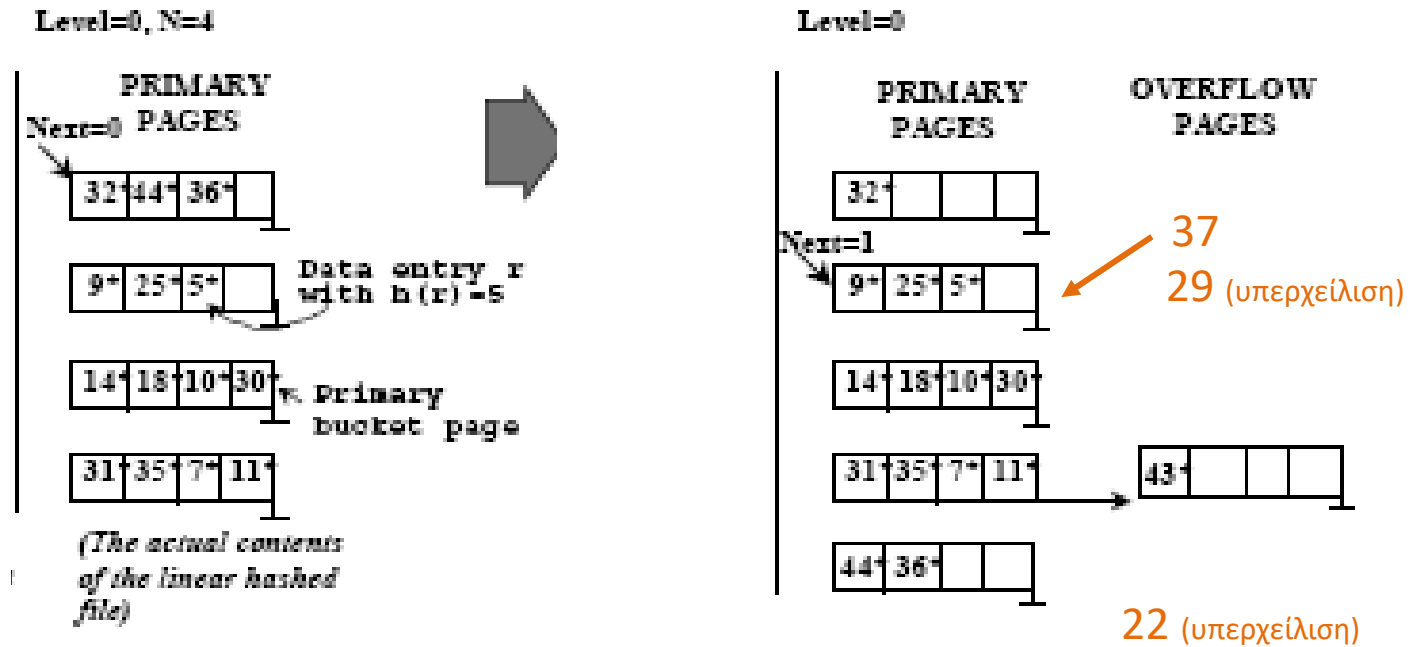 Level=0, N=4
PRIMARY
PAGES
Next=0
32* 44* 36*
9* 25* 5*
Data entry r
with h(r)=5
14* 18* 10* 30*
Primary
bucket page
31* 35* 7* 11*
(The actual contents
of the linear hashed
file)
Level=0
PRIMARY
PAGES
OVERFLOW
PAGES
32*
Next=1
9* 25* 5*
37
29 (υπερχείλιση)
14* 18* 10* 30*
31* 35* 7* 11*
43*
44* 36*
22 (υπερχείλιση)